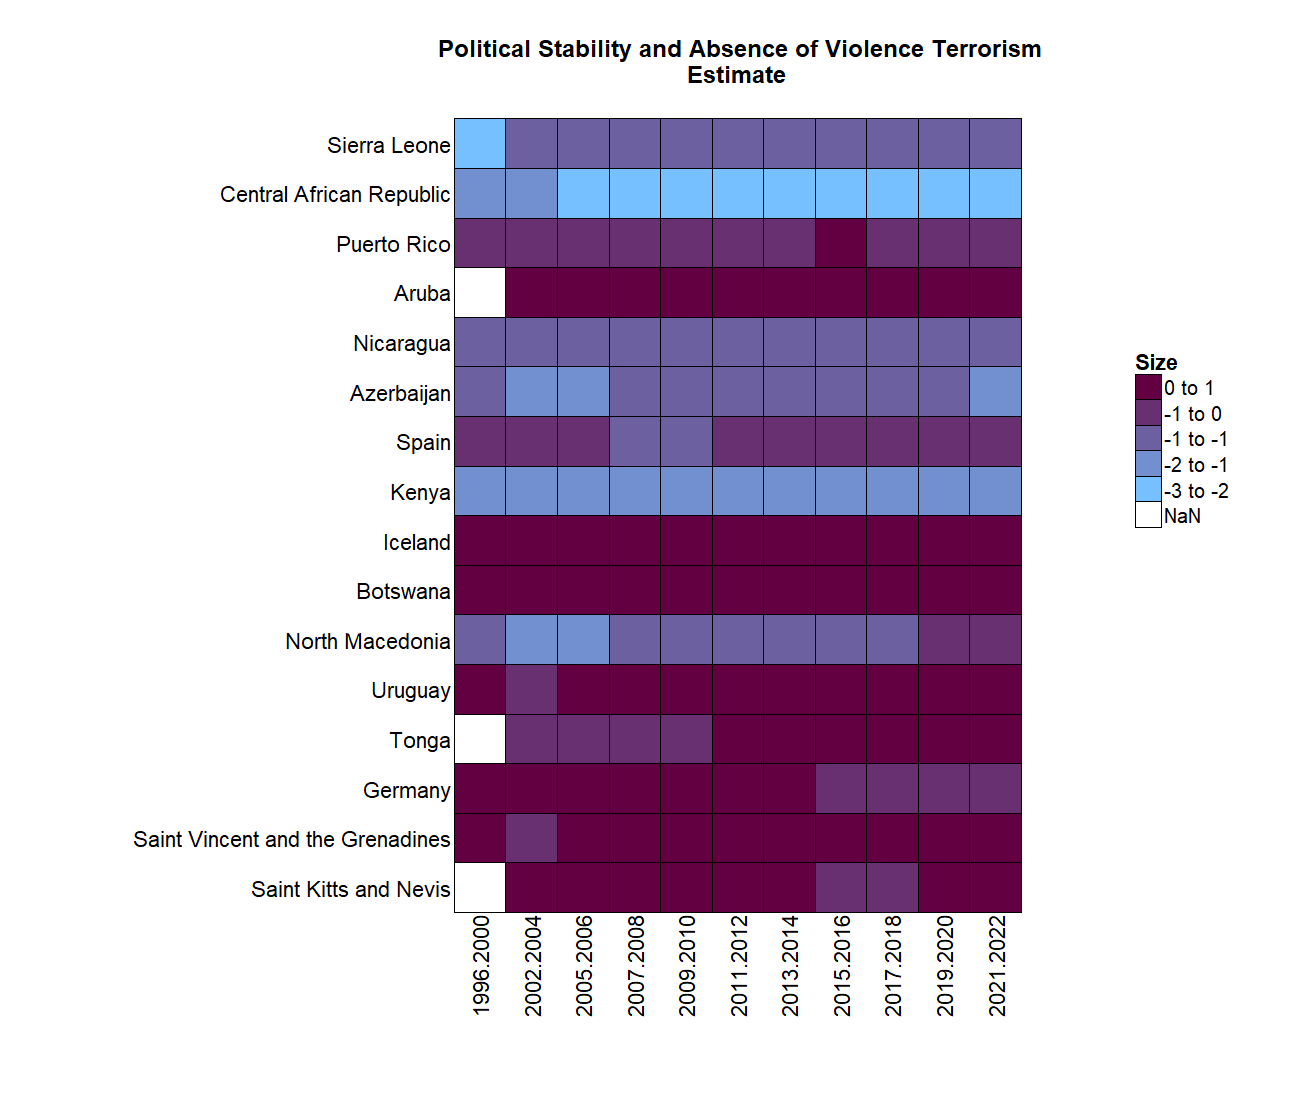 Political Stability and Absence of Violence Terrorism
Estimate
Sierra Leone
Central African Republic
Puerto Rico
Aruba
Nicaragua
Azerbaijan
Spain
Kenya
Iceland
Botswana
North Macedonia
Uruguay
Tonga
Germany
Saint Vincent and the Grenadines
Saint Kitts and Nevis
1996.2000
2002.2004
2005.2006
2007.2008
2009.2010
2011.2012
2013.2014
2015.2016
2017.2018
2019.2020
2021.2022
Size
0 to 1
-1 to 0
-1 to -1
-2 to -1
-3 to -2
NaN